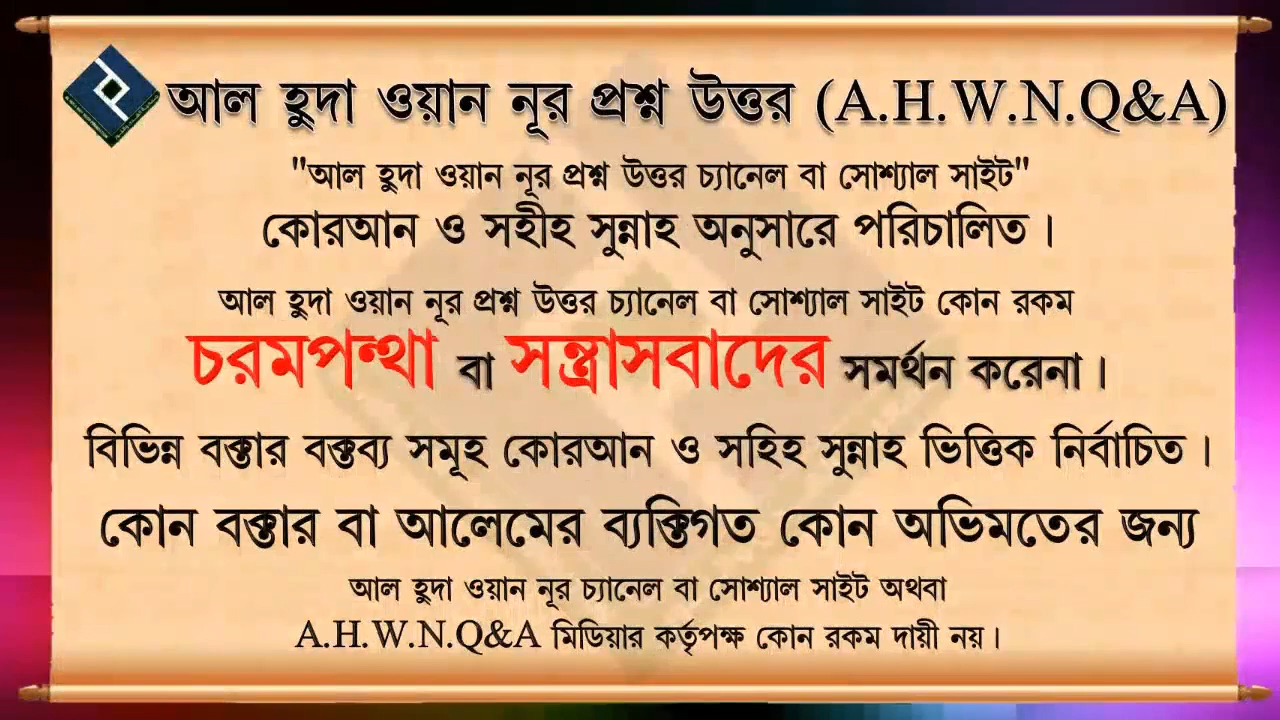 আল হুদা ওয়ান নূর প্রশ্ন উত্তর (A.H.W.N.Q&A)
"আল হুদা ওয়ান নূর প্রশ্ন উত্তর চ্যানেল বা সোশ্যাল সাইট"
কোরআন ও সহীহ সুন্নাহ অনুসারে পরিচালিত।
আল হুদা ওয়ান নূর প্রশ্ন উত্তর চ্যানেল বা সোশ্যাল সাইট কোন রকম
চরমপন্থা বা সন্ত্রাসবাদের সমর্থন করেনা।
বিভিন্ন বক্তার বক্তব্য সমূহ কোরআন ও সহিহ সুন্নাহ ভিত্তিক নির্বাচিত।
কোন বক্তার বা আলেমের ব্যক্তিগত কোন অভিমতের জন্য
আল হুদা ওয়ান নূর চ্যানেল বা সোশ্যাল সাইট অথবা
A.H.W.N.Q&A মিডিয়ার কর্তৃপক্ষ কোন রকম দায়ী নয়।